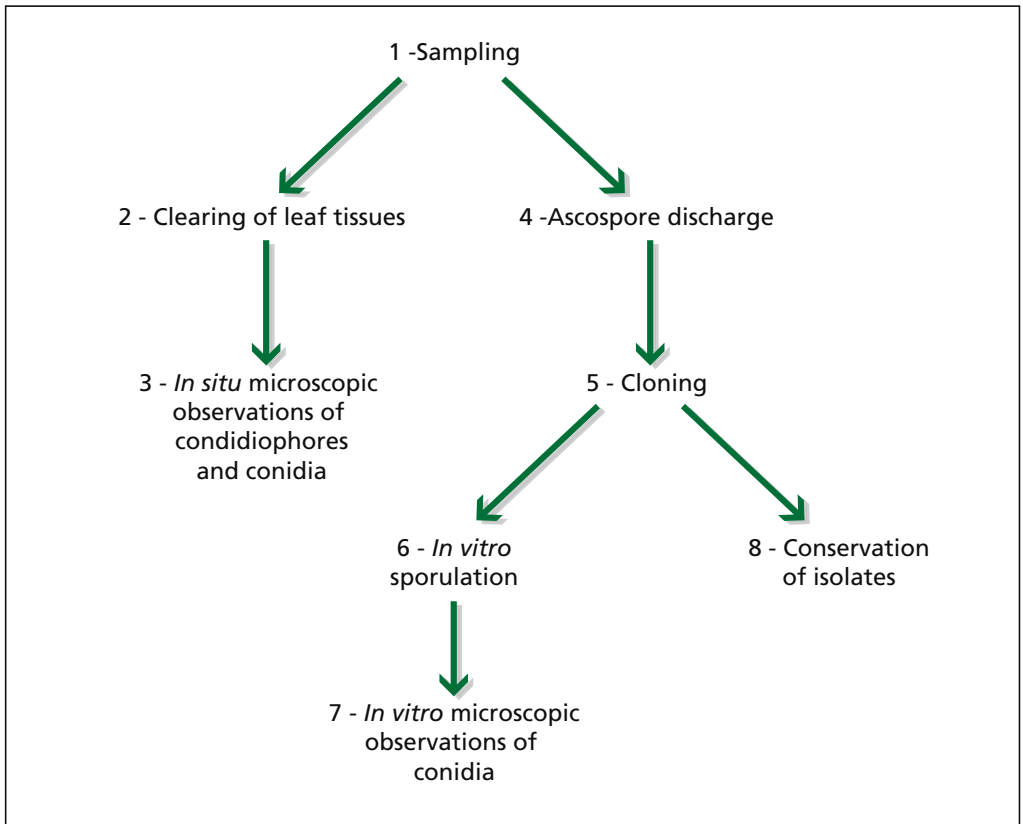 1 -Sampling
2 - Clearing of leaf tissues
4 -Ascospore discharge
3 - In situ microscopic
observations of
condidiophores
and conidia
5 - Cloning
6 - In vitro
sporulation
8 - Conservation
of isolates
7 - In vitro microscopic
observations of
conidia